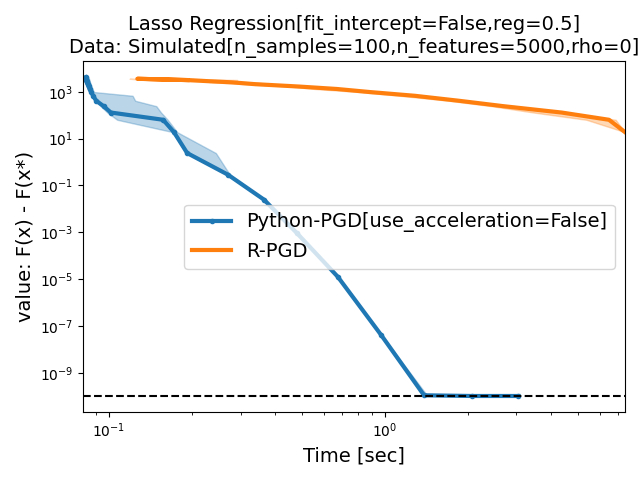 Lasso Regression[fit_intercept=False,reg=0.5]
Data: Simulated[n_samples=100,n_features=5000,rho=0]
value: F(x) - F(x*)
10³
10¹
10⁻¹
10⁻³
10⁻⁵
10⁻⁷
10⁻⁹
Python-PGD[use_acceleration=False]
R-PGD
10⁻¹
10⁰
Time [sec]